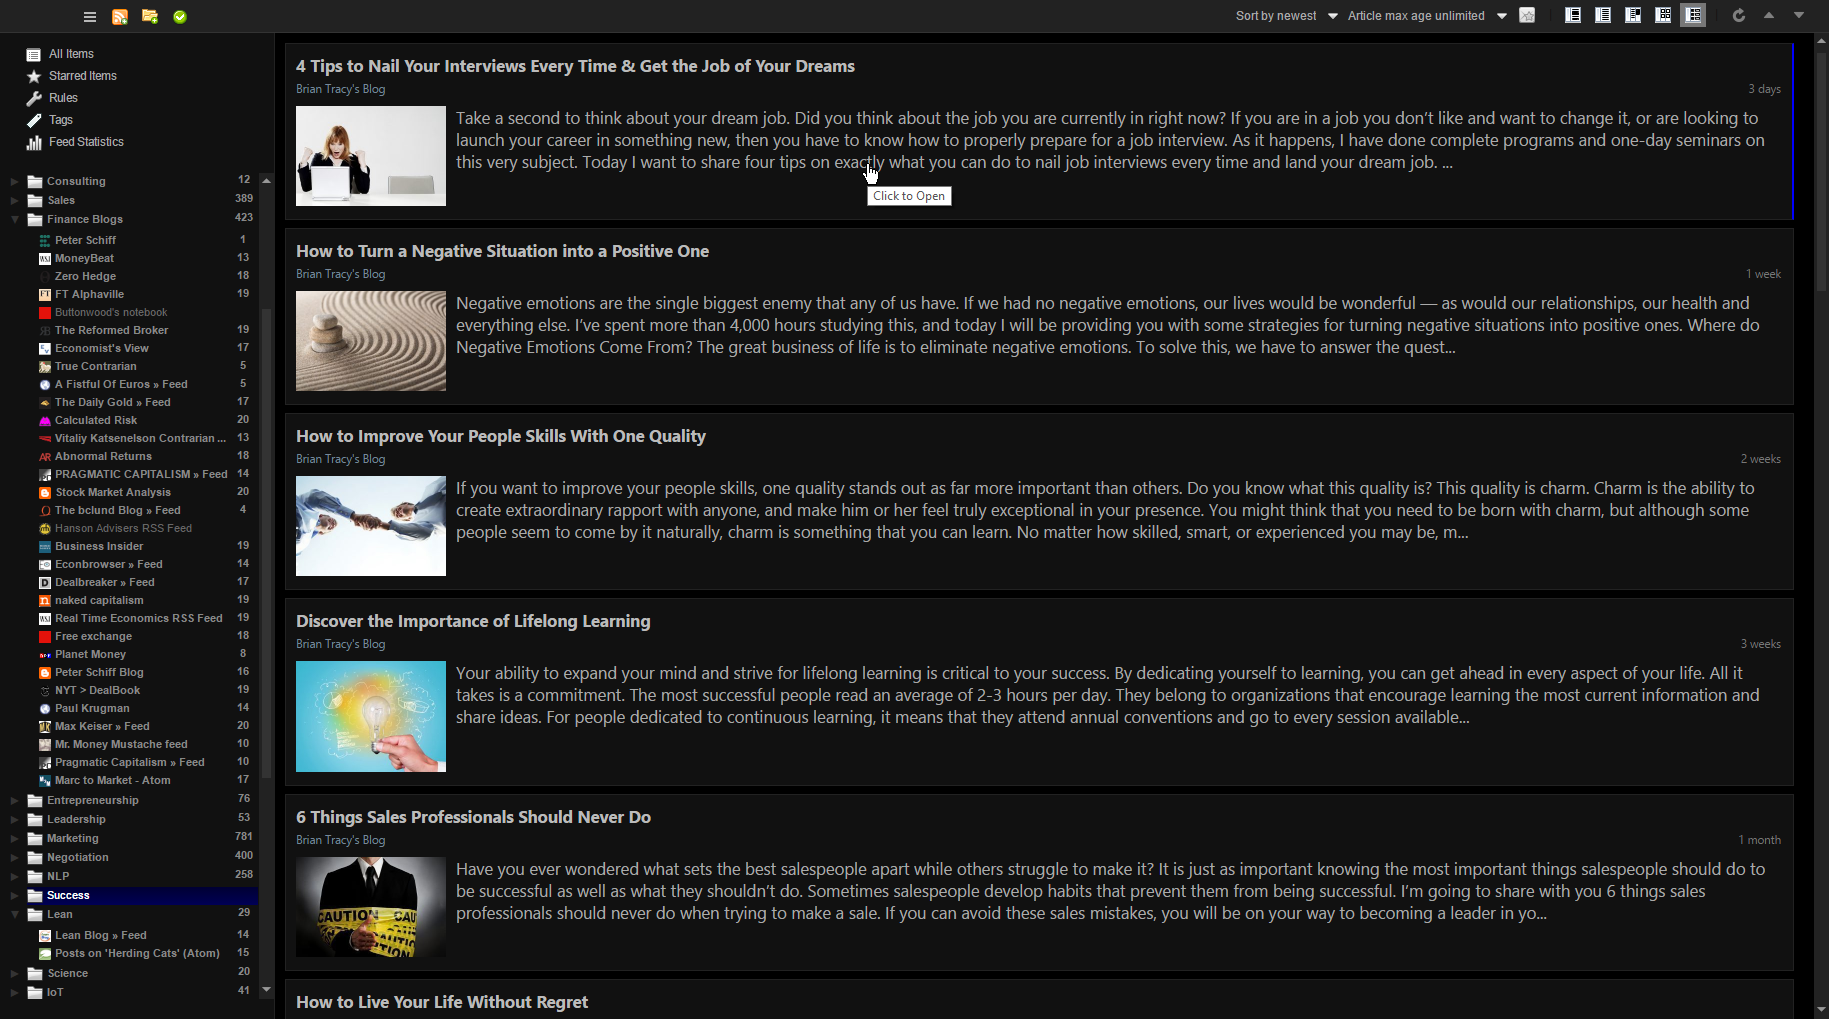 Sort by newest
Article max age unlimited
All Items
Starred Items
Rules
Tags
Feed Statistics
Consulting 12
Sales 389
Finance Blogs 423
Peter Schiff 1
MoneyBeat 13
Zero Hedge 18
FT Alphaville 19
Buttonwood's notebook
The Reformed Broker 19
Economist's View 17
True Contrarian 5
A Fistful Of Euros » Feed 5
The Daily Gold » Feed 17
Calculated Risk 20
Vitaliy Katsenelson Contrarian ... 13
Abnormal Returns 18
PRAGMATIC CAPITALISM » Feed 14
Stock Market Analysis 20
The bclund Blog » Feed 4
Hanson Advisers RSS Feed
Business Insider 19
Econbrowser » Feed 14
Dealbreaker » Feed 17
naked capitalism 19
Real Time Economics RSS Feed 19
Free exchange 18
Planet Money 8
Peter Schiff Blog 16
NYT > DealBook 19
Paul Krugman 14
Max Keiser » Feed 20
Mr. Money Mustache feed 10
Pragmatic Capitalism » Feed 10
Marc to Market - Atom 17
Entrepreneurship 76
Leadership 53
Marketing 781
Negotiation 400
NLP 258
Success
Lean 29
Lean Blog » Feed 14
Posts on 'Herding Cats' (Atom) 15
Science 20
IoT 41
4 Tips to Nail Your Interviews Every Time & Get the Job of Your Dreams
Brian Tracy's Blog 3 days
Take a second to think about your dream job. Did you think about the job you are currently in right now? If you are in a job you don't like and want to change it, or are looking to
launch your career in something new, then you have to know how to properly prepare for a job interview. As it happens, I have done complete programs and one-day seminars on
this very subject. Today I want to share four tips on exactly what you can do to nail job interviews every time and land your dream job. ...
Click to Open
How to Turn a Negative Situation into a Positive One
Brian Tracy's Blog 1 week
Negative emotions are the single biggest enemy that any of us have. If we had no negative emotions, our lives would be wonderful — as would our relationships, our health and
everything else. I've spent more than 4,000 hours studying this, and today I will be providing you with some strategies for turning negative situations into positive ones. Where do
Negative Emotions Come From? The great business of life is to eliminate negative emotions. To solve this, we have to answer the quest...
How to Improve Your People Skills With One Quality
Brian Tracy's Blog 2 weeks
If you want to improve your people skills, one quality stands out as far more important than others. Do you know what this quality is? This quality is charm. Charm is the ability to
create extraordinary rapport with anyone, and make him or her feel truly exceptional in your presence. You might think that you need to be born with charm, but although some
people seem to come by it naturally, charm is something that you can learn. No matter how skilled, smart, or experienced you may be, m...
Discover the Importance of Lifelong Learning
Brian Tracy's Blog 3 weeks
Your ability to expand your mind and strive for lifelong learning is critical to your success. By dedicating yourself to learning, you can get ahead in every aspect of your life. All it
takes is a commitment. The most successful people read an average of 2-3 hours per day. They belong to organizations that encourage learning the most current information and
share ideas. For people dedicated to continuous learning, it means that they attend annual conventions and go to every session available...
6 Things Sales Professionals Should Never Do
Brian Tracy's Blog 1 month
CAUTION CAU
Have you ever wondered what sets the best salespeople apart while others struggle to make it? It is just as important knowing the most important things salespeople should do to
be successful as well as what they shouldn't do. Sometimes salespeople develop habits that prevent them from being successful. I'm going to share with you 6 things sales
professionals should never do when trying to make a sale. If you can avoid these sales mistakes, you will be on your way to becoming a leader in yo...
How to Live Your Life Without Regret